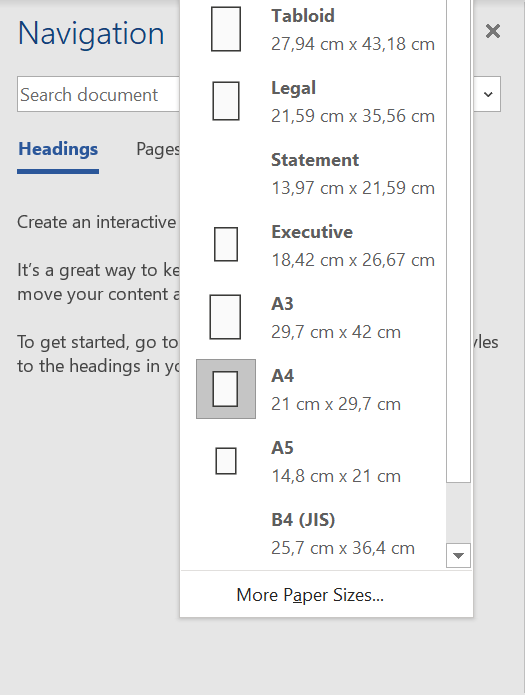 Navigation
Search document
Headings Pages
Create an interactive
It's a great way to
move your content
To get started, go to
to the headings in
Tabloid
27,94 cm x 43,18 cm
Legal
21,59 cm x 35,56 cm
Statement
13,97 cm x 21,59 cm
Executive
18,42 cm x 26,67 cm
A3
29,7 cm x 42 cm
A4
21 cm x 29,7 cm
A5
14,8 cm x 21 cm
B4 (JIS)
25,7 cm x 36,4 cm
More Paper Sizes...